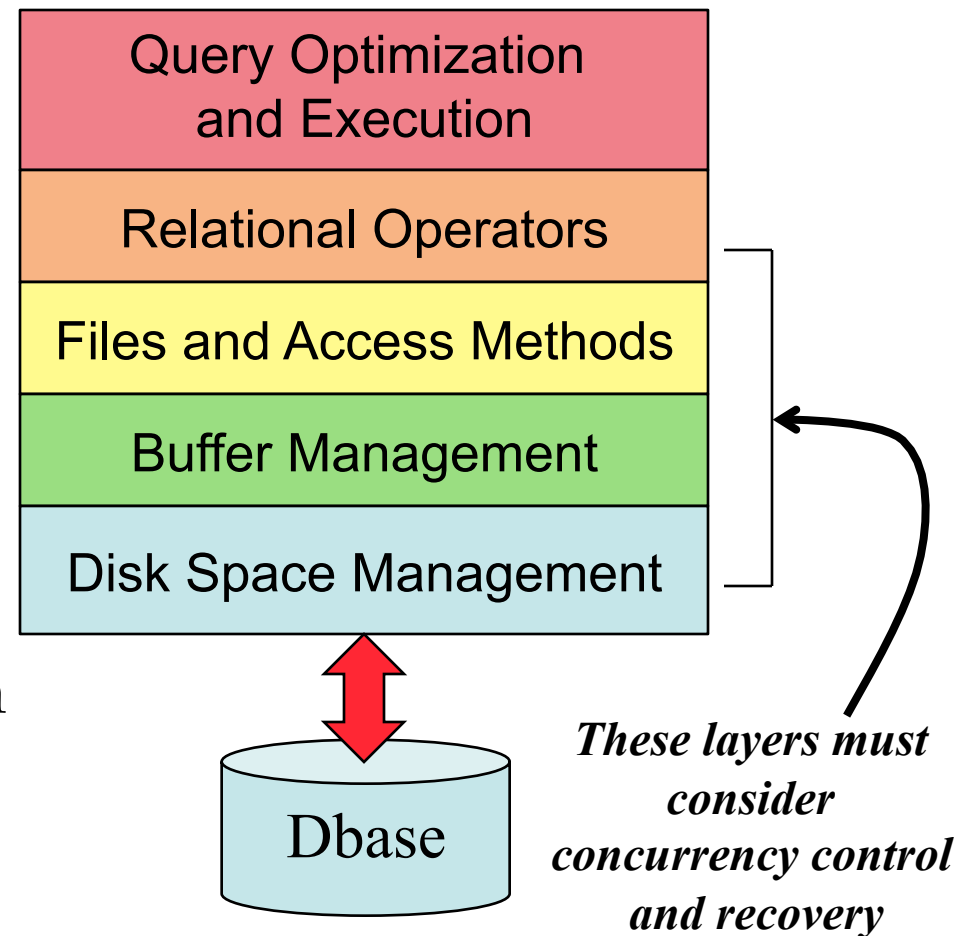 Query Optimization
and Execution
Relational Operators
Files and Access Methods
Buffer Management
Disk Space Management
Dbase
These layers must
consider
concurrency control
and recovery